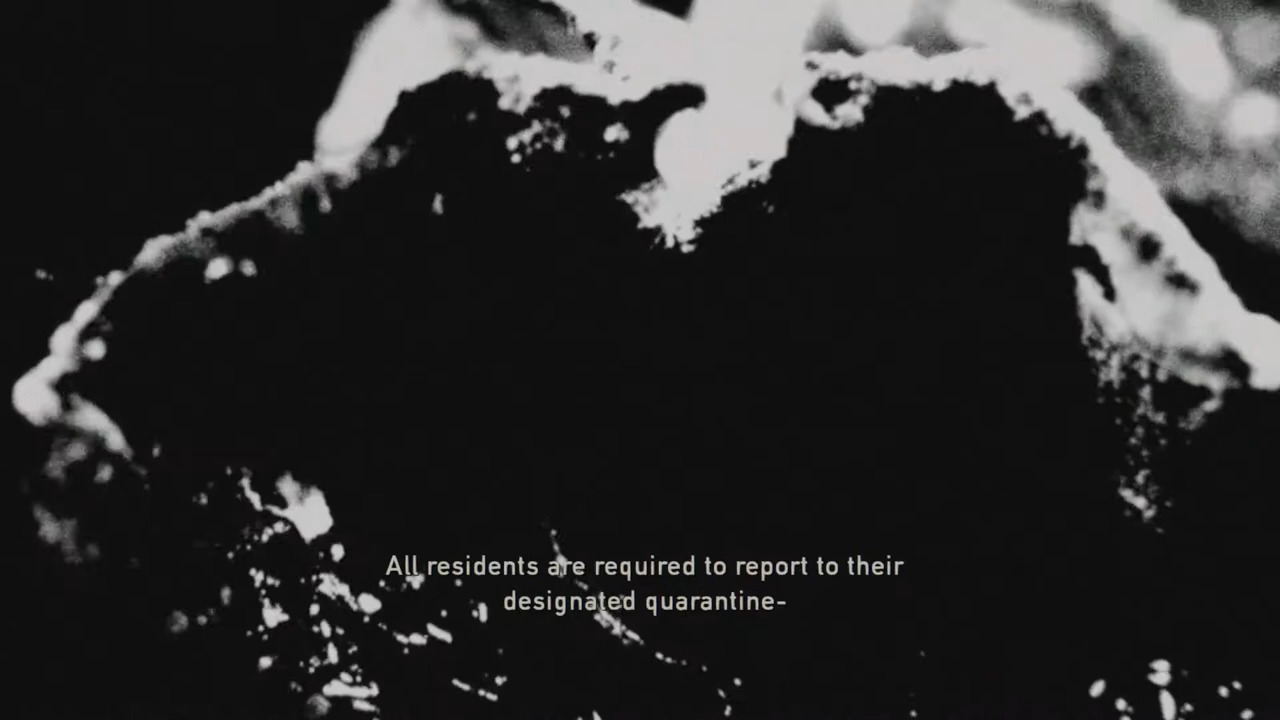 All residents are required to report to their
designated quarantine-